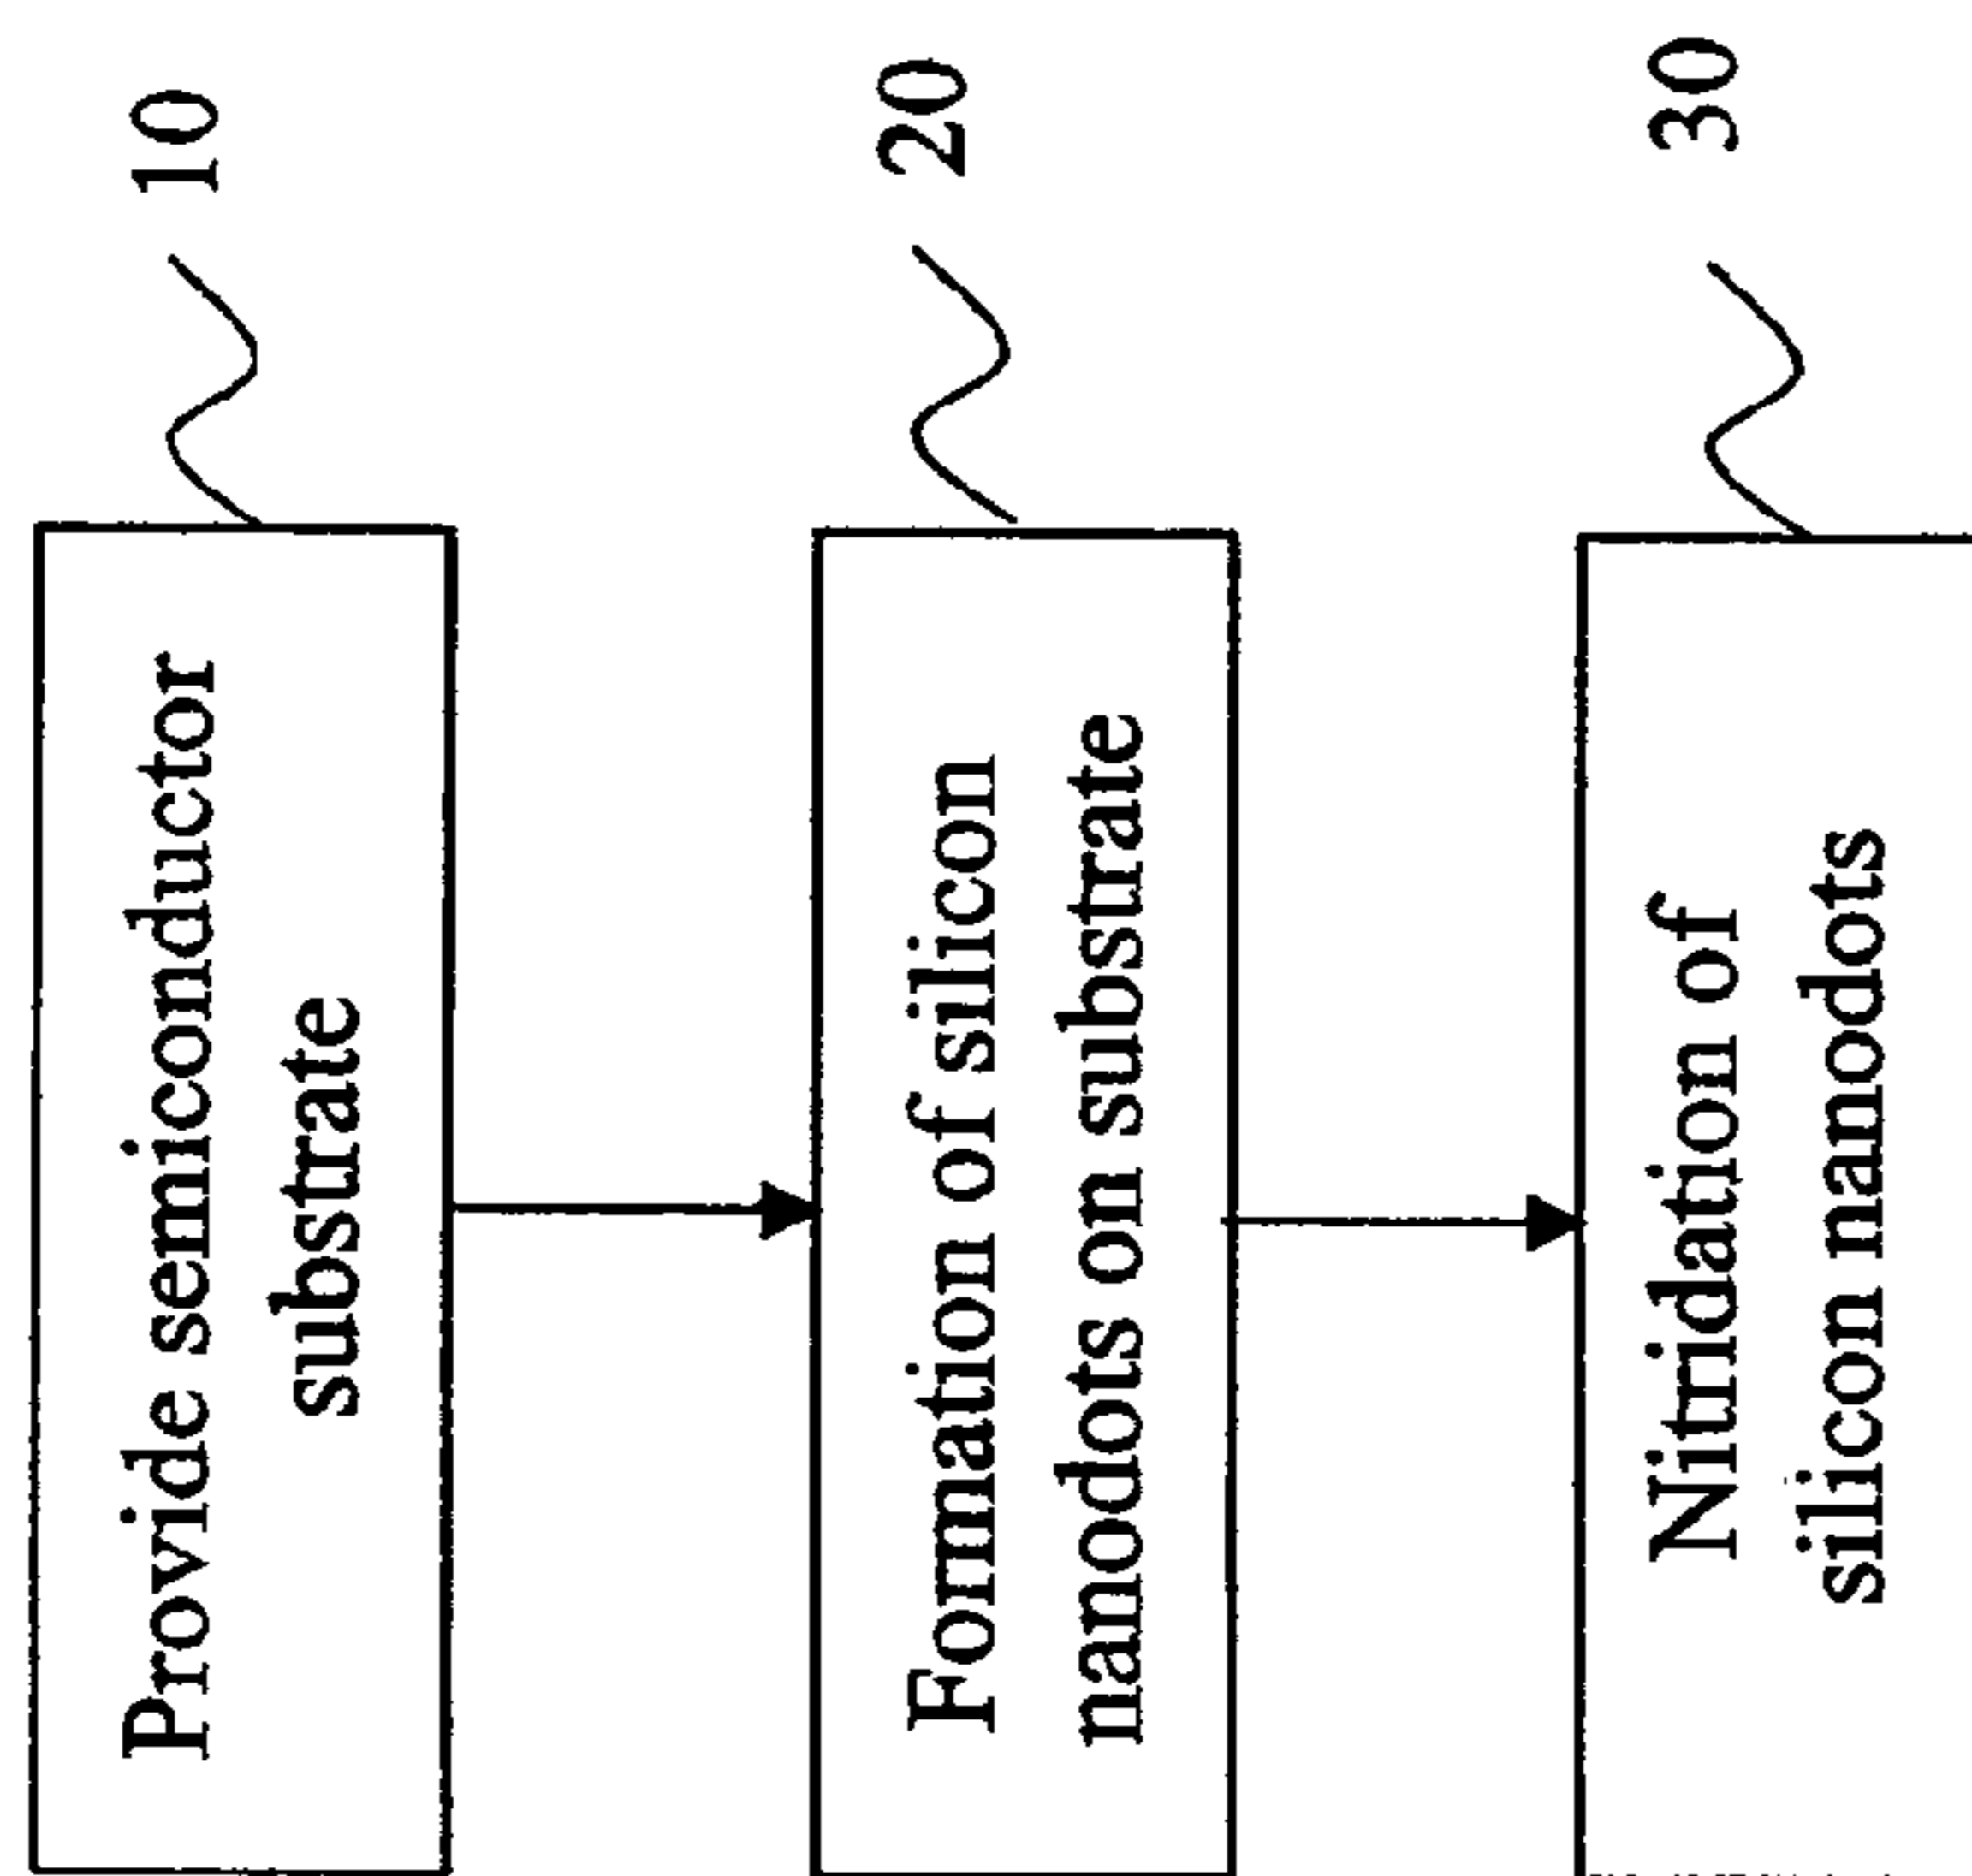 Provide semiconductor
substrate
10
Formation of silicon
nanodots on substrate
20
Nitridation of
silicon nanodots
30